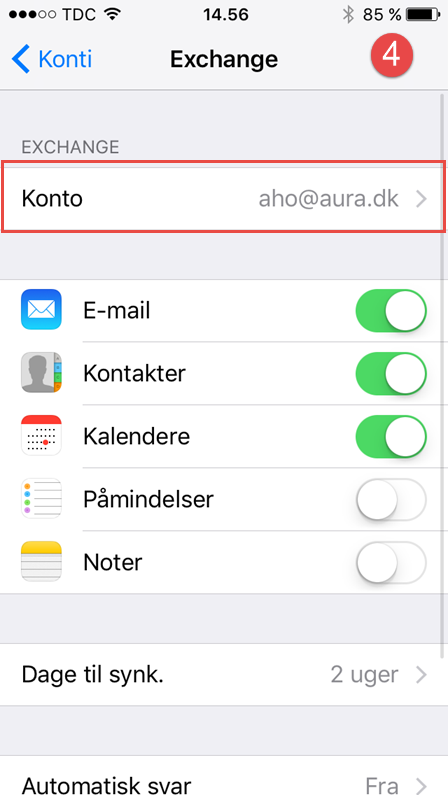 TDC 14.56 85 %
Konti Exchange 4
EXCHANGE
Konto aho@aura.dk
E-mail
Kontakter
Kalendere
Påmindelser
Noter
Dage til synk. 2 uger
Automatisk svar Fra